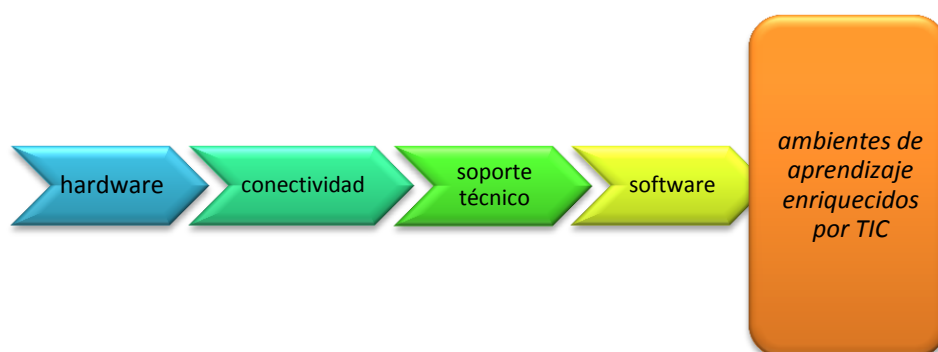 hardware
conectividad
soporte
técnico
software
ambientes de
aprendizaje
enriquecidos
por TIC